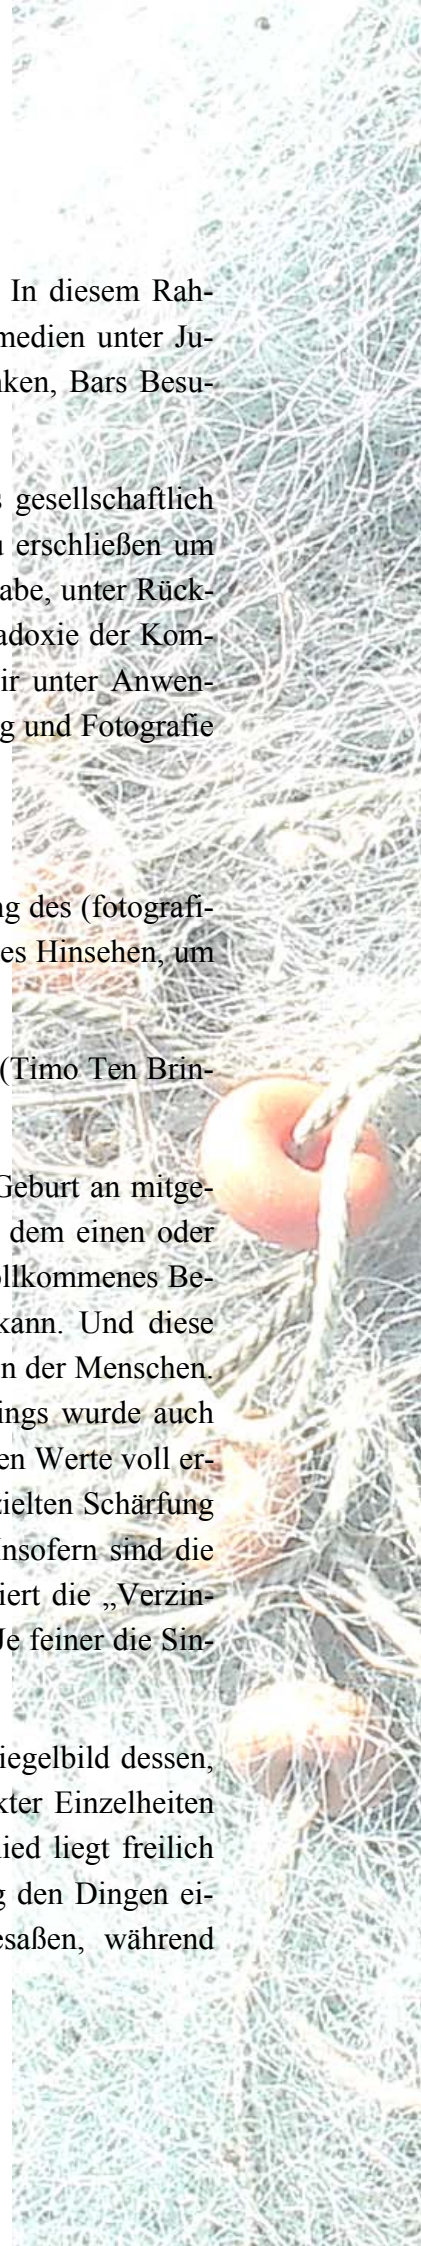 In diesem Rah-
medien unter Ju-
ken, Bars Besu-
gesellschaftlich
erschließen um
abe, unter Rück-
adoxie der Kom-
ir unter Anwen-
g und Fotografie
ng des (fotografi-
es Hinsehen, um
(Timo Ten Brin-
Geburt an mitge-
dem einen oder
ollkommenes Be-
kann. Und diese
n der Menschen.
ings wurde auch
en Werte voll er-
zielten Schärfung
nsofern sind die
iert die „Verzin-
Je feiner die Sin-
iegelbild dessen,
kter Einzelheiten
ied liegt freilich
g den Dingen ei-
esaßen, während